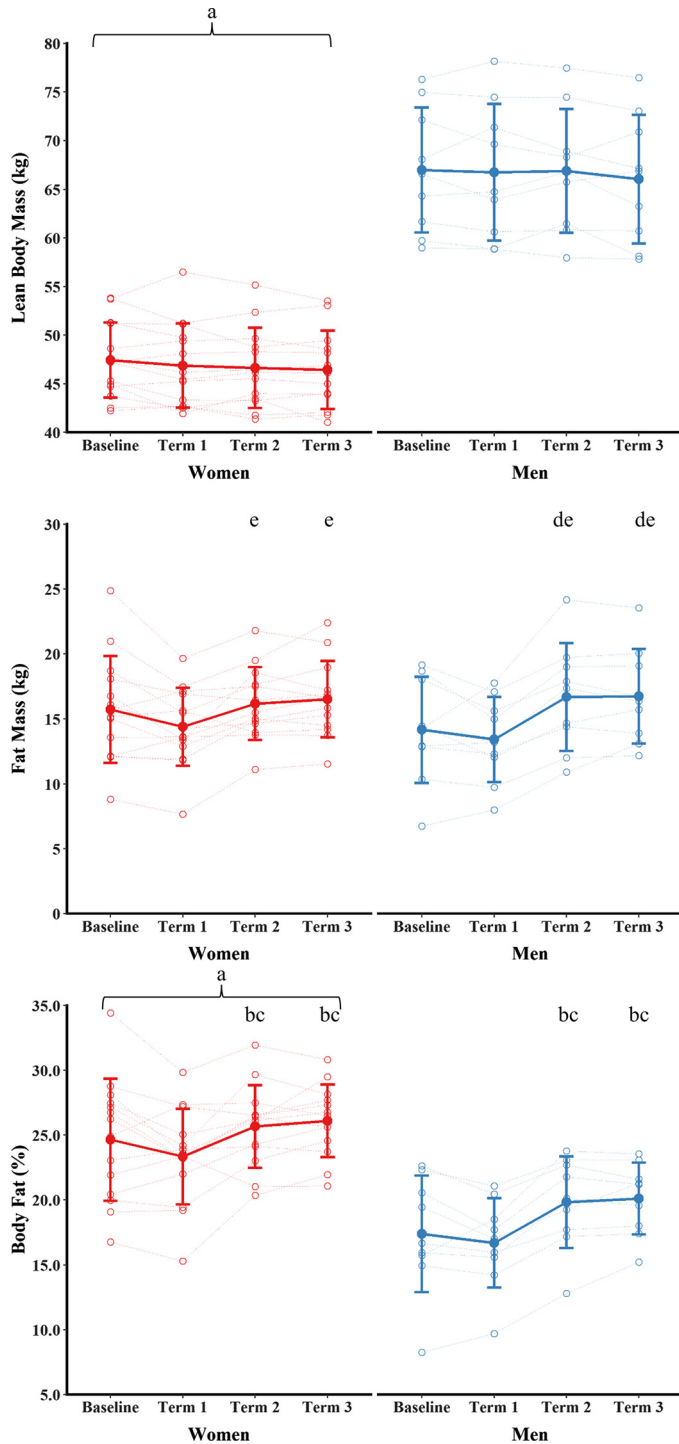 a
80
75
70
65
60
55
50
45
40
Lean Body Mass (kg)
Baseline Term 1 Term 2 Term 3 Baseline Term 1 Term 2 Term 3
Women Men
e e de de
30
25
20
15
10
5
0
Fat Mass (kg)
Baseline Term 1 Term 2 Term 3 Baseline Term 1 Term 2 Term 3
Women Men
a
bc bc bc bc
35.0
30.0
25.0
20.0
15.0
10.0
5.0
Body Fat (%)
Baseline Term 1 Term 2 Term 3 Baseline Term 1 Term 2 Term 3
Women Men